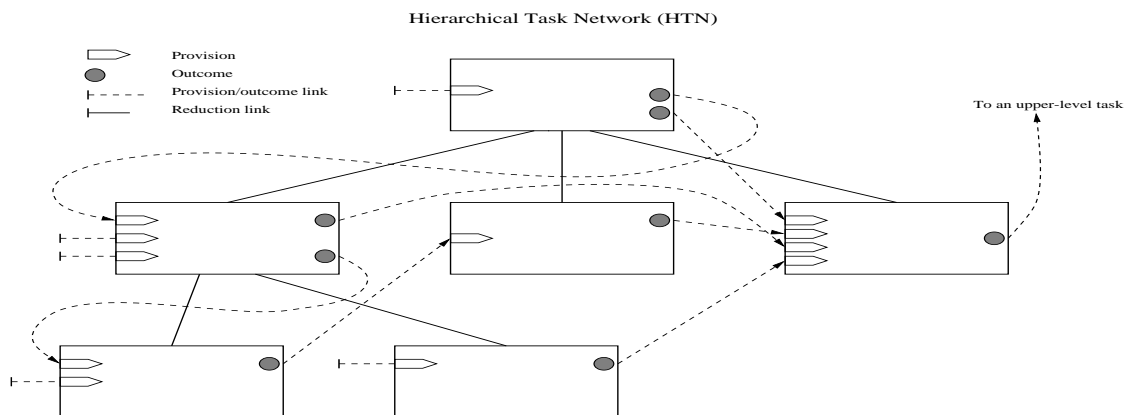 Hierarchical Task Network (HTN)
Provision
Outcome
Provision/outcome link
Reduction link
To an upper-level task